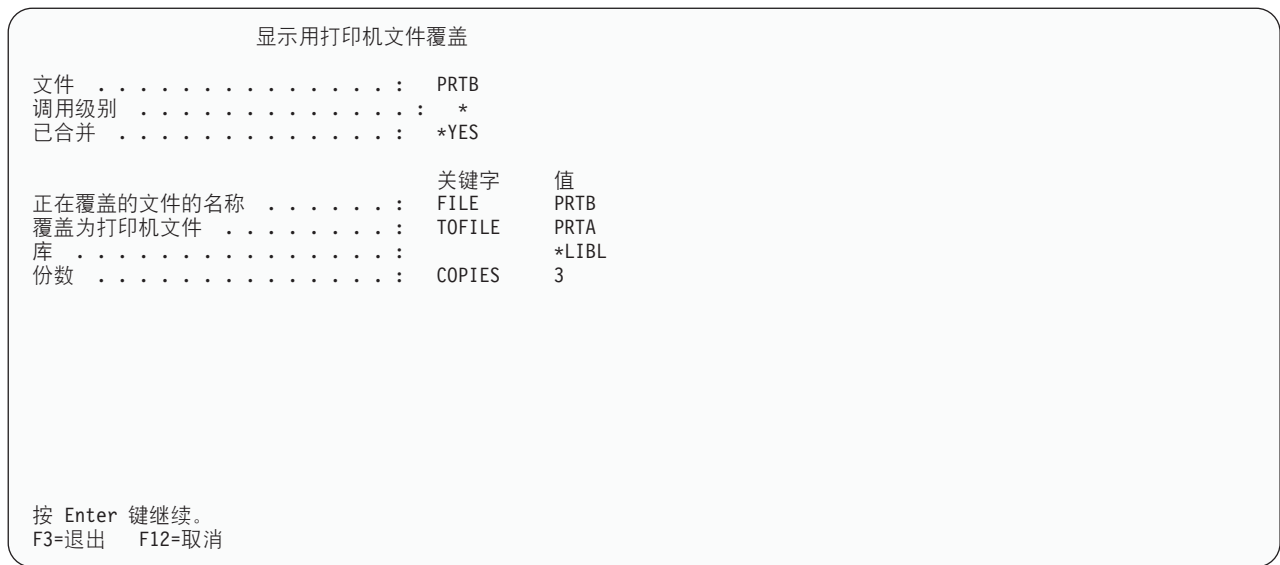 显示用打印机文件覆盖
文件 . . . . . . . . . . . . . . : PRTB
调用级别 . . . . . . . . . . . . . : *
已合并 . . . . . . . . . . . . . : *YES
关键字 值
正在覆盖的文件的名称 . . . . . . : FILE PRTB
覆盖为打印机文件 . . . . . . . . . : TOFILE PRTA
库 . . . . . . . . . . . . . . . : *LIBL
份数 . . . . . . . . . . . . . . : COPIES 3
按 Enter 键继续。
F3=退出 F12=取消